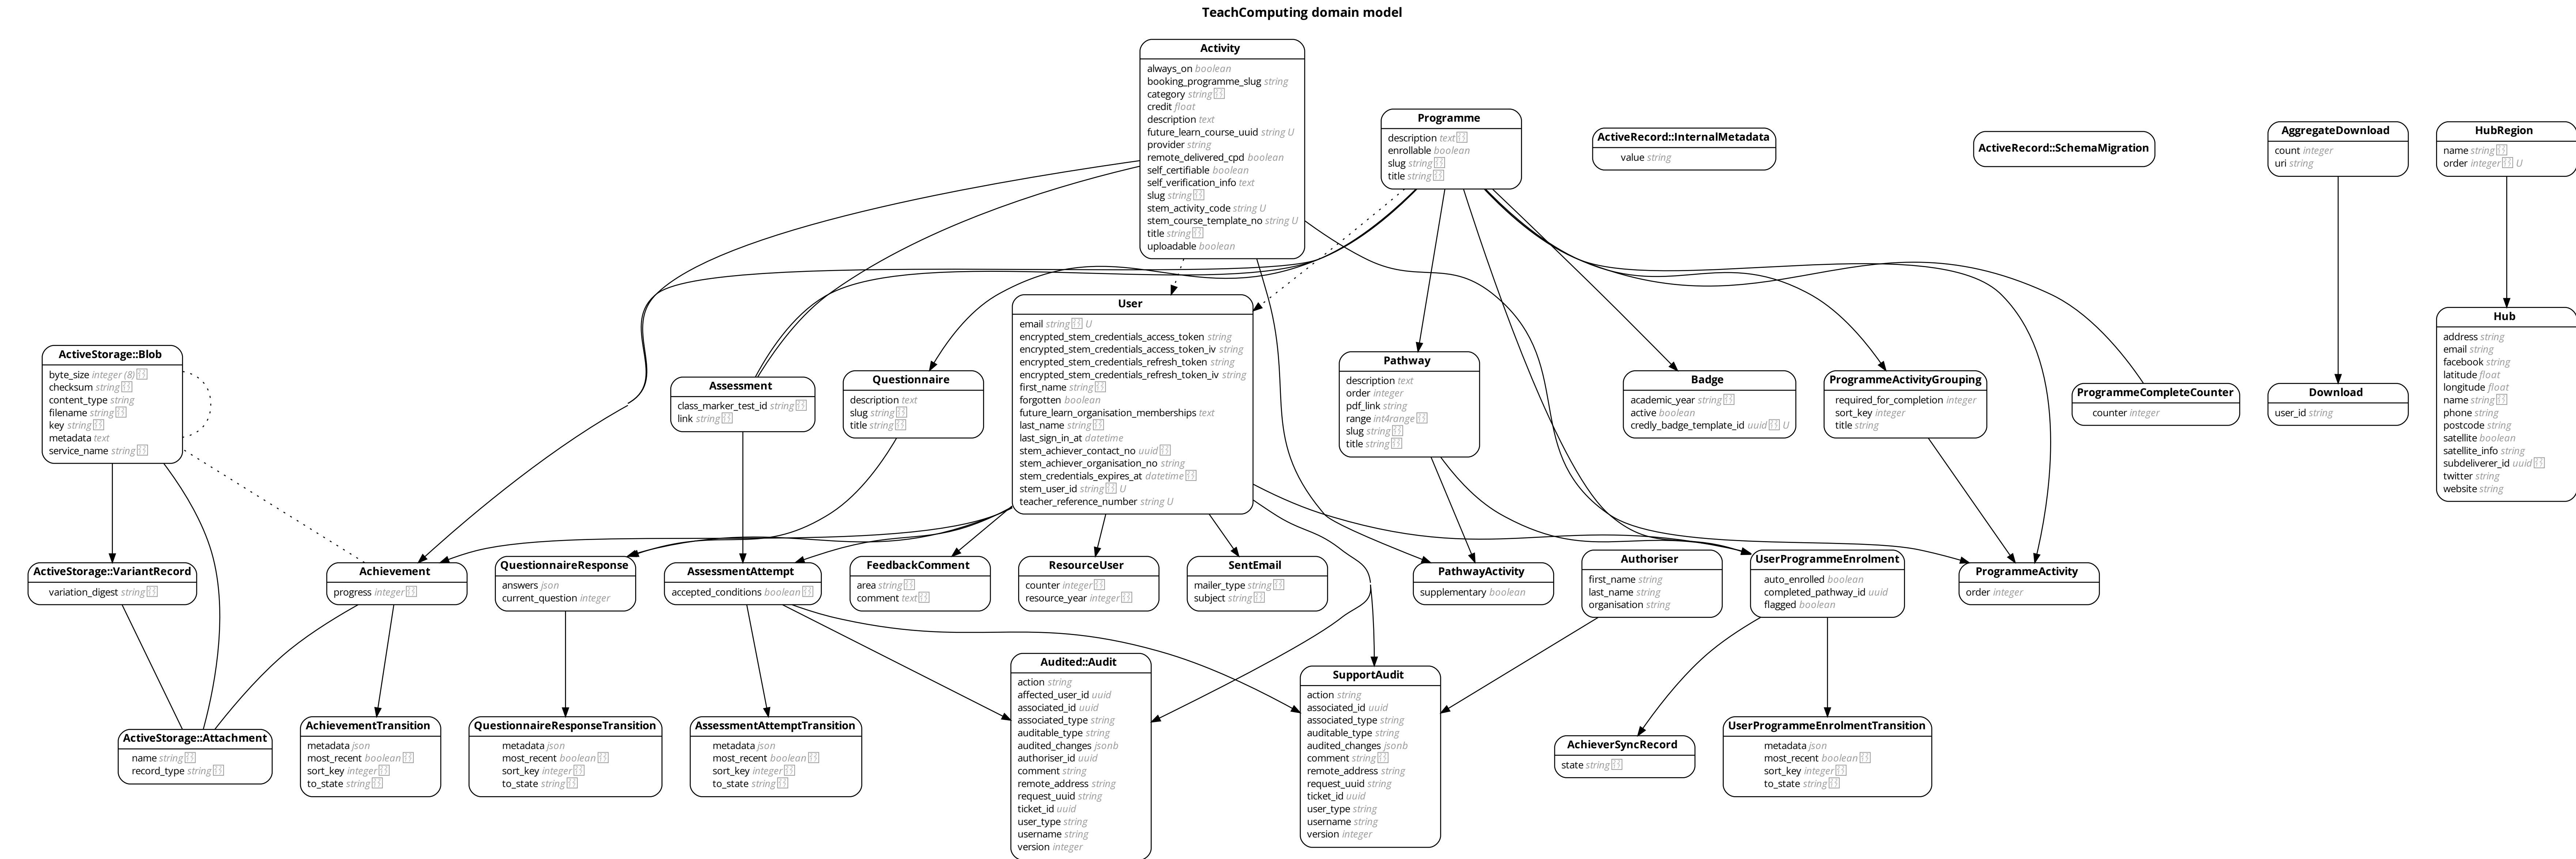 TeachComputing domain model
Activity
always_on boolean
booking_programme_slug string
category string
credit float
description text
future_learn_course_uuid string U
provider string
remote_delivered_cpd boolean
self_certifiable boolean
self_verification_info text
slug string
stem_activity_code string U
stem_course_template_no string U
title string
uploadable boolean
Programme
description text
enrollable boolean
slug string
title string
ActiveRecord::InternalMetadata
value string
ActiveRecord::SchemaMigration
AggregateDownload
count integer
uri string
HubRegion
name string
order integer U
User
email string U
encrypted_stem_credentials_access_token string
encrypted_stem_credentials_access_token_iv string
encrypted_stem_credentials_refresh_token string
encrypted_stem_credentials_refresh_token_iv string
first_name string
forgotten boolean
future_learn_organisation_memberships text
last_name string
last_sign_in_at datetime
stem_achiever_contact_no uuid
stem_achiever_organisation_no string
stem_credentials_expires_at datetime
stem_user_id string U
teacher_reference_number string U
Hub
address string
email string
facebook string
latitude float
longitude float
name string
phone string
postcode string
satellite boolean
satellite_info string
subdeliverer_id uuid
twitter string
website string
ActiveStorage::Blob
byte_size integer (8)
checksum string
content_type string
filename string
key string
metadata text
service_name string
Assessment
class_marker_test_id string
link string
Questionnaire
description text
slug string
title string
Pathway
description text
order integer
pdf_link string
range int4range
slug string
title string
Badge
academic_year string
active boolean
credly_badge_template_id uuid U
ProgrammeActivityGrouping
required_for_completion integer
sort_key integer
title string
ProgrammeCompleteCounter
counter integer
Download
user_id string
ActiveStorage::VariantRecord
variation_digest string
Achievement
progress integer
QuestionnaireResponse
answers json
current_question integer
AssessmentAttempt
accepted_conditions boolean
FeedbackComment
area string
comment text
ResourceUser
counter integer
resource_year integer
SentEmail
mailer_type string
subject string
PathwayActivity
supplementary boolean
Authoriser
first_name string
last_name string
organisation string
UserProgrammeEnrolment
auto_enrolled boolean
completed_pathway_id uuid
flagged boolean
ProgrammeActivity
order integer
ActiveStorage::Attachment
name string
record_type string
AchievementTransition
metadata json
most_recent boolean
sort_key integer
to_state string
QuestionnaireResponseTransition
metadata json
most_recent boolean
sort_key integer
to_state string
AssessmentAttemptTransition
metadata json
most_recent boolean
sort_key integer
to_state string
Audited::Audit
action string
affected_user_id uuid
associated_id uuid
associated_type string
auditable_type string
audited_changes jsonb
authoriser_id uuid
comment string
remote_address string
request_uuid string
ticket_id uuid
user_type string
username string
version integer
SupportAudit
action string
associated_id uuid
associated_type string
auditable_type string
audited_changes jsonb
comment string
remote_address string
request_uuid string
ticket_id uuid
user_type string
username string
version integer
AchieverSyncRecord
state string
UserProgrammeEnrolmentTransition
metadata json
most_recent boolean
sort_key integer
to_state string